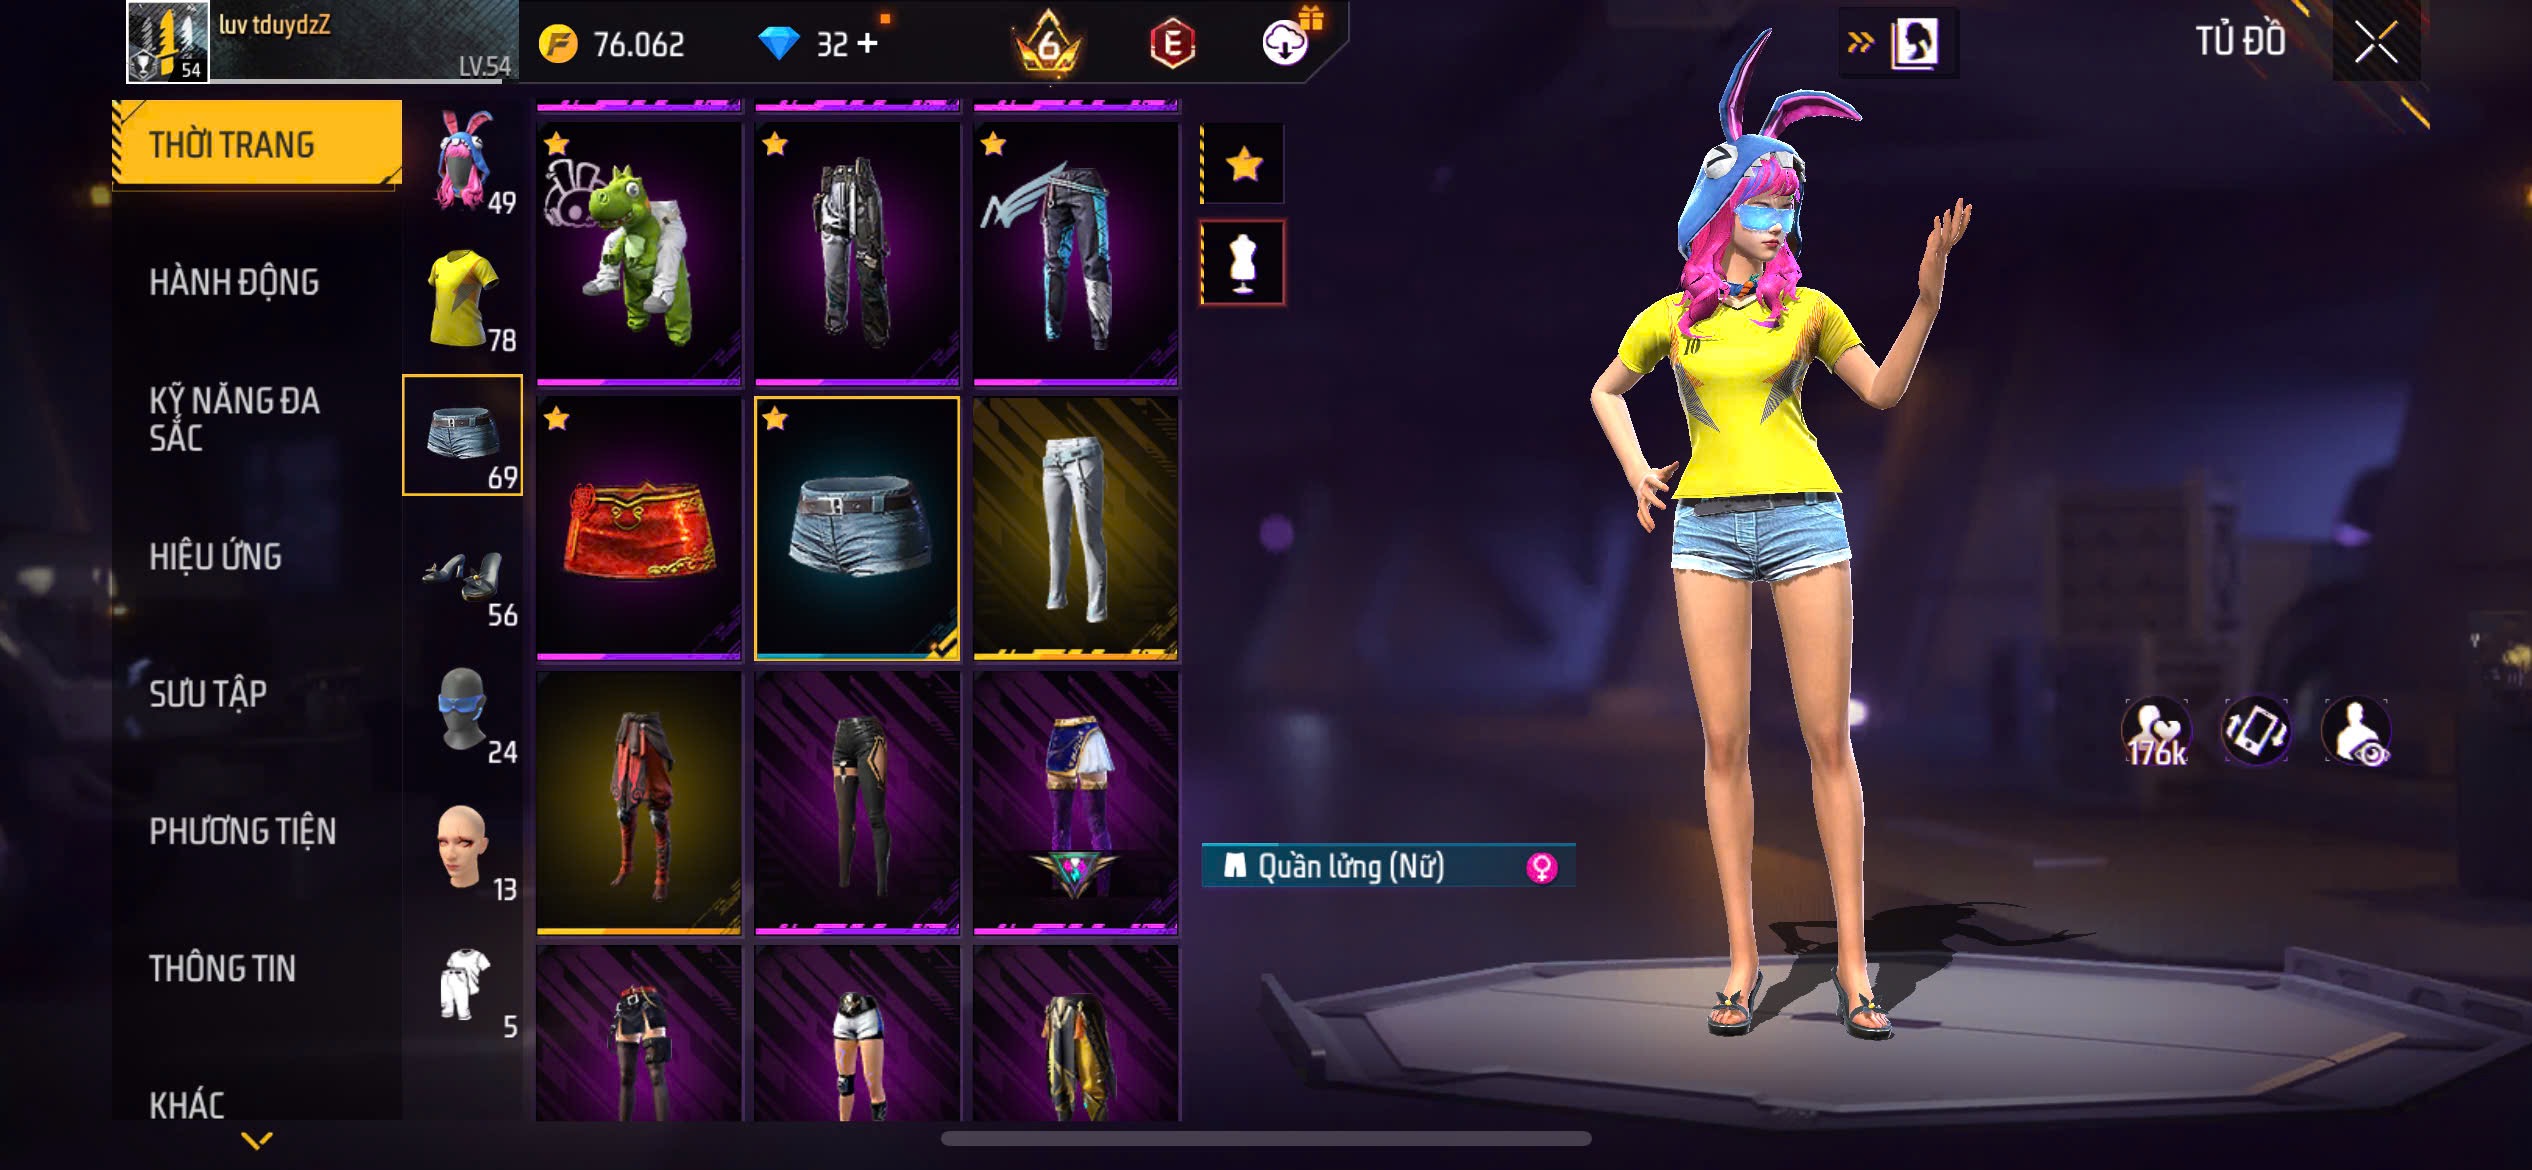 luv tduydzZ
54
LV.54
76.062
32 +
6
E
TỦ ĐỒ
THỜI TRANG
HÀNH ĐỘNG
KỸ NĂNG ĐA
SẮC
HIỆU ỨNG
SƯU TẬP
PHƯƠNG TIỆN
THÔNG TIN
KHÁC
49
78
69
56
24
13
5
10
176k
Quần lửng (Nữ)